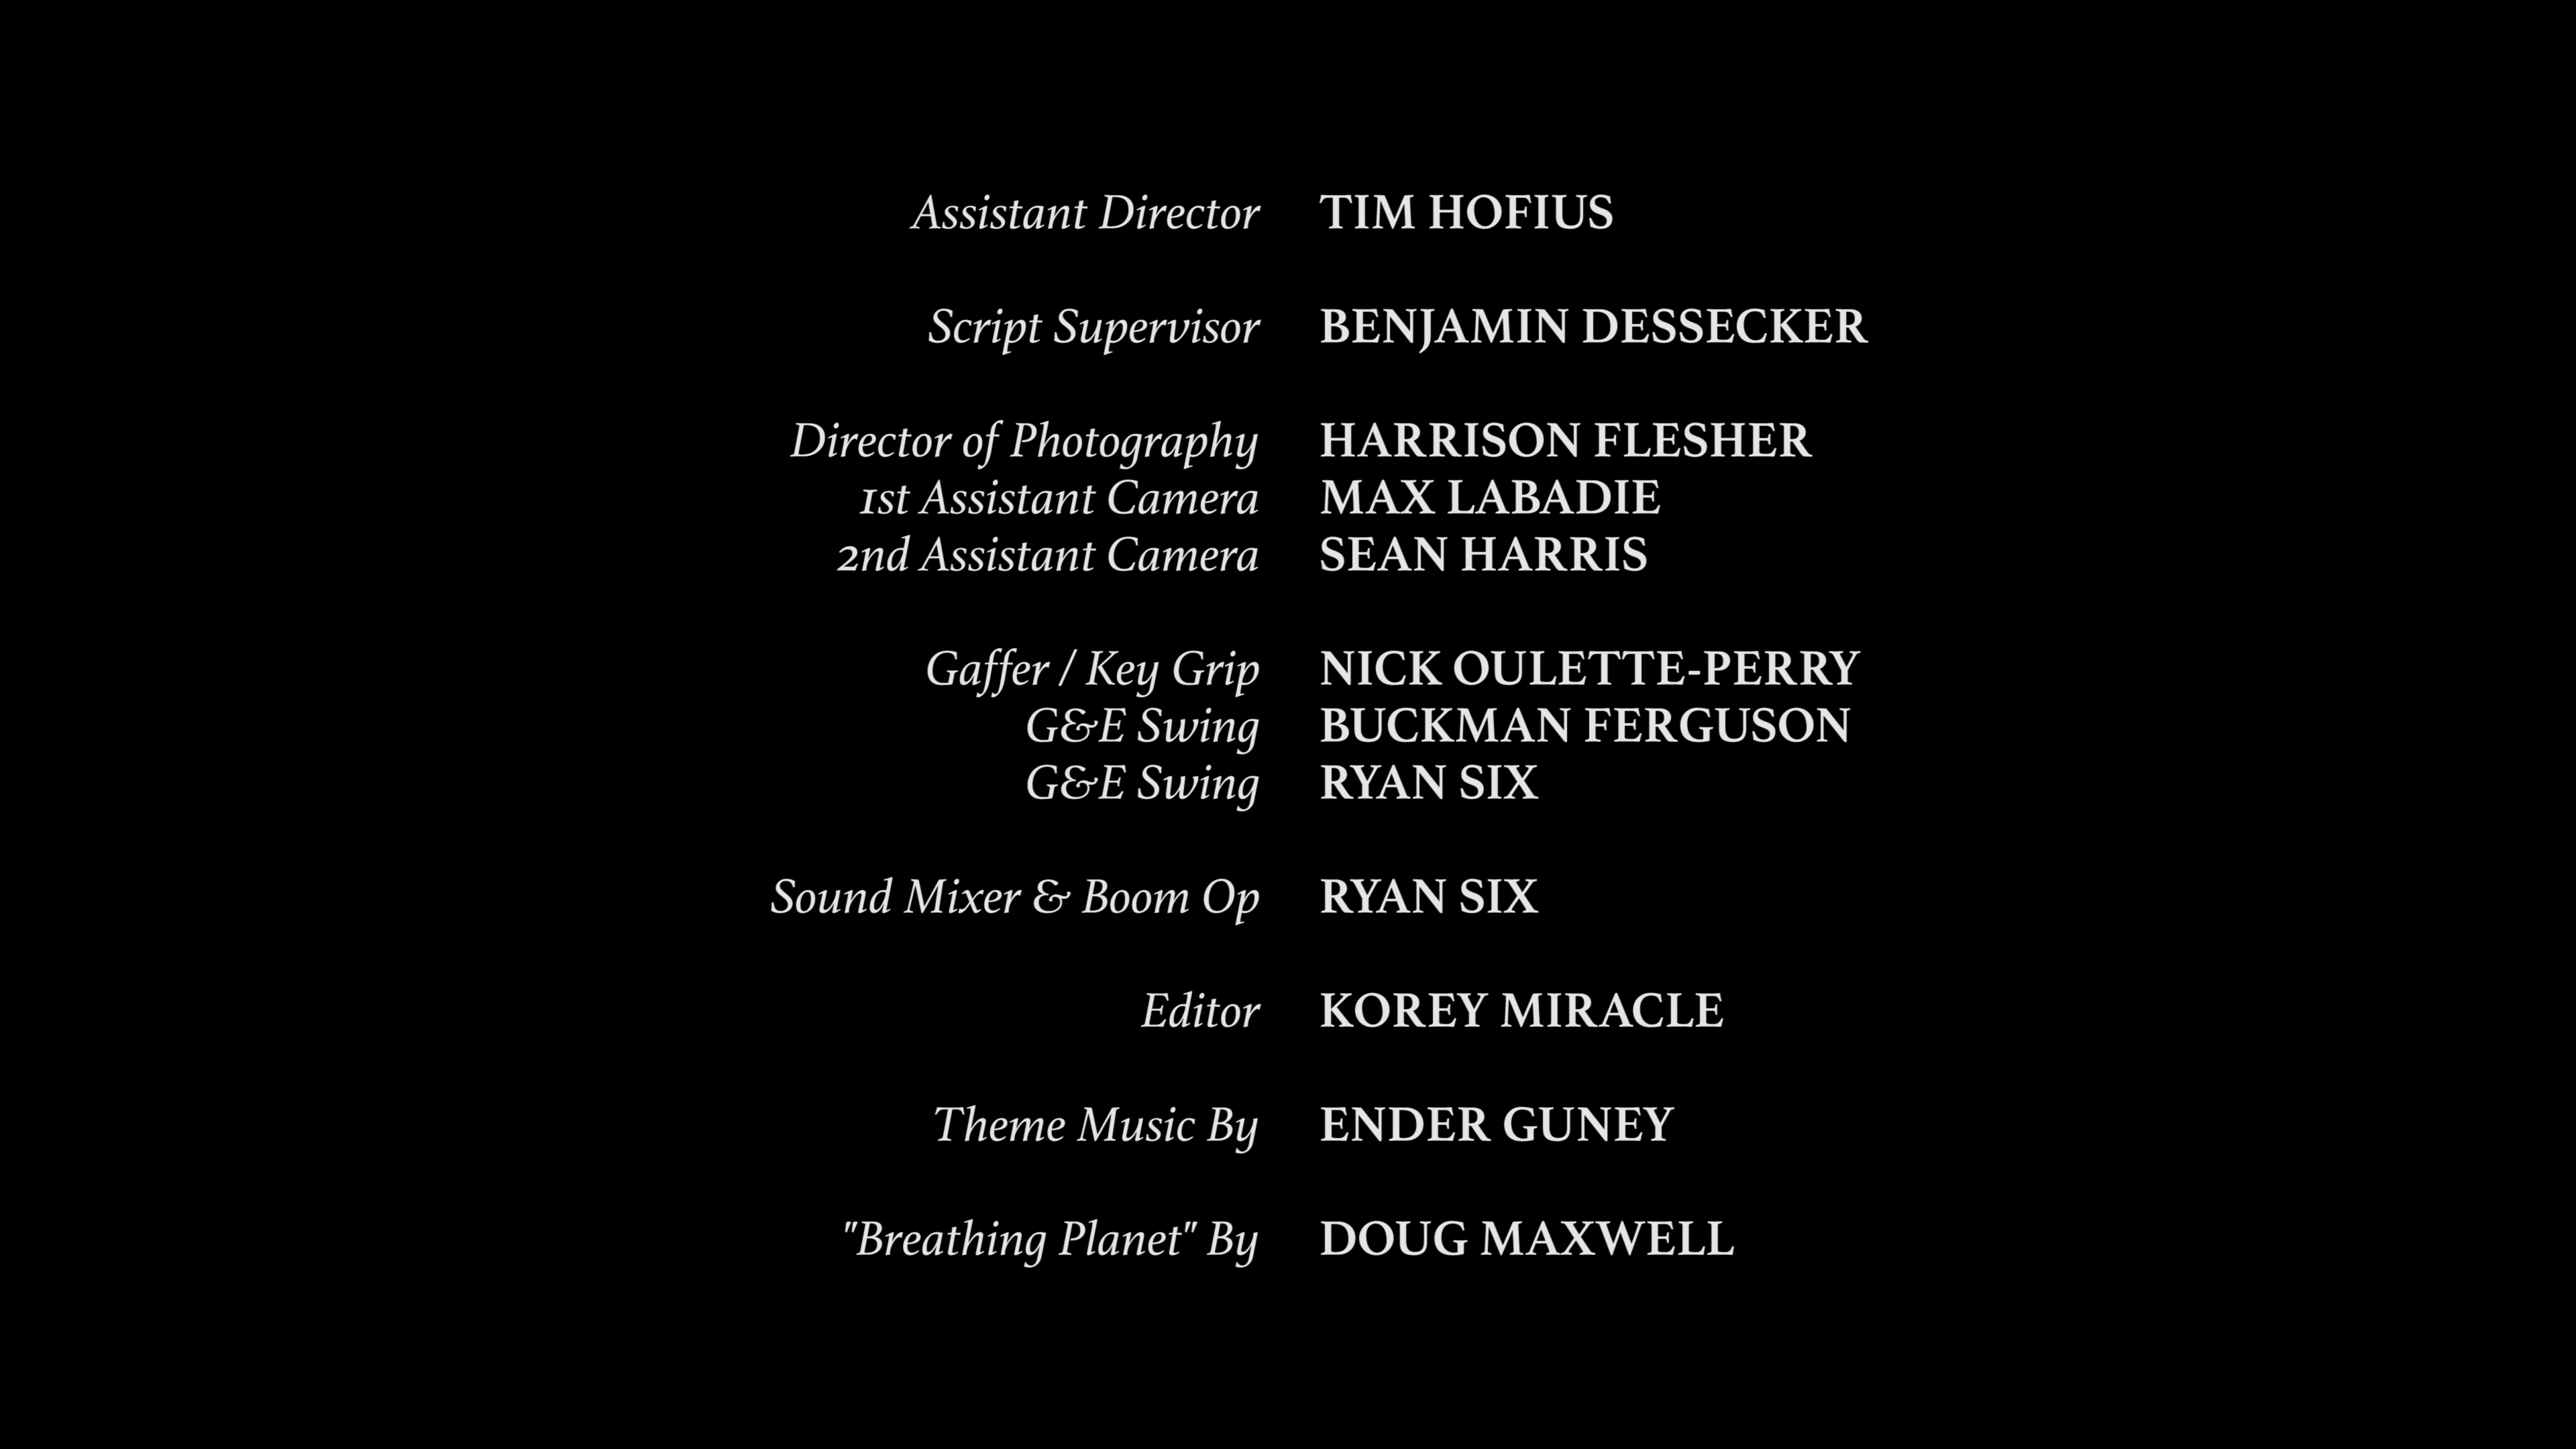 Assistant Director TIM HOFIUS
Script Supervisor BENJAMIN DESSECKER
Director of Photography HARRISON FLESHER
1st Assistant Camera MAX LABADIE
2nd Assistant Camera SEAN HARRIS
Gaffer / Key Grip NICK OULETTE-PERRY
G&E Swing BUCKMAN FERGUSON
G&E Swing RYAN SIX
Sound Mixer & Boom Op RYAN SIX
Editor KOREY MIRACLE
Theme Music By ENDER GUNEY
"Breathing Planet" By DOUG MAXWELL